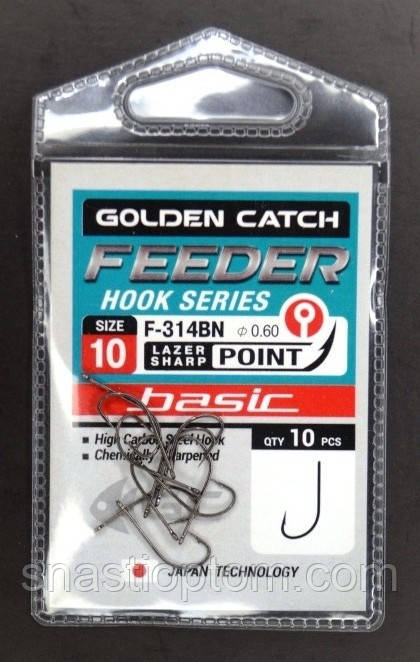 GOLDEN CATCH
FEEDER
HOOK SERIES
SIZE
10
F-314BN ϕ 0.60
LAZER
SHARP
POINT
basic
High Carbon Steel Hook
Chemically Sharpened
QTY 10 PCS
JAPAN TECHNOLOGY
snastioptom.com